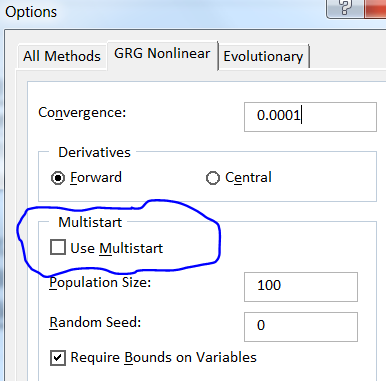 Options
?
All Methods GRG Nonlinear Evolutionary
Convergence: 0.0001
Derivatives
Forward Central
Multistart
Use Multistart
Population Size: 100
Random Seed: 0
Require Bounds on Variables